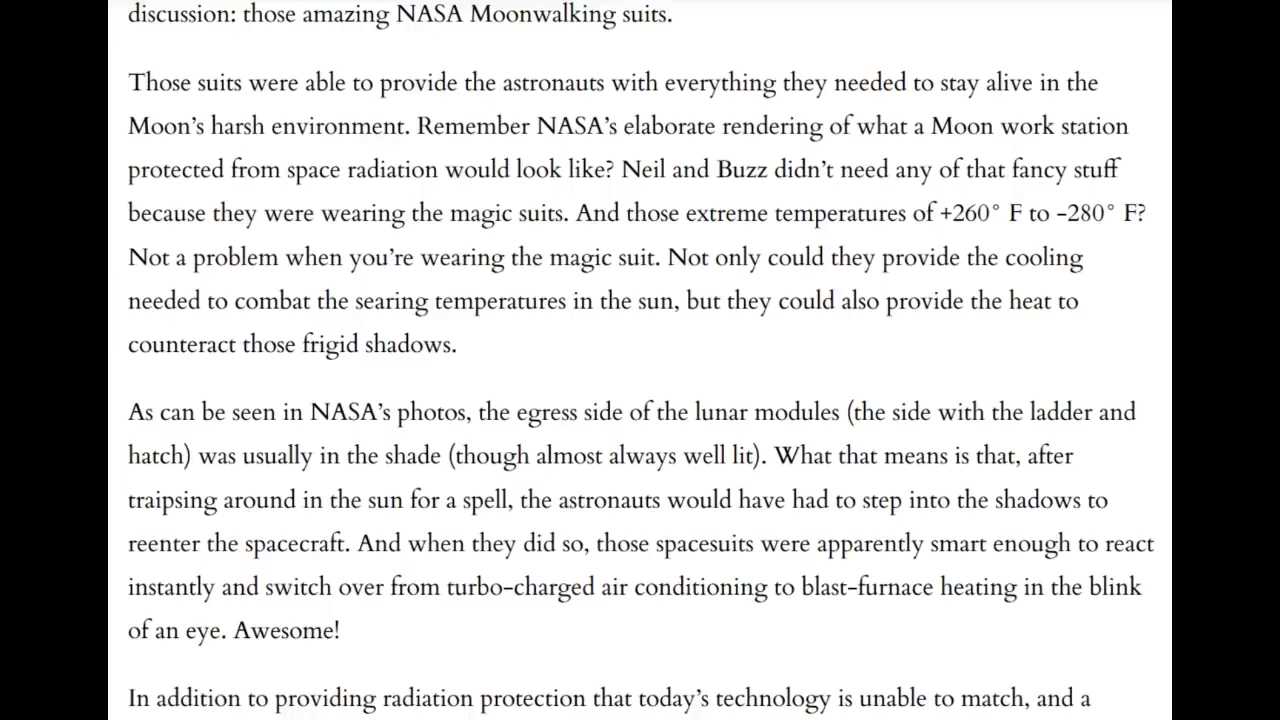 discussion: those amazing NASA Moonwalking suits.
Those suits were able to provide the astronauts with everything they needed to stay alive in the
Moon’s harsh environment. Remember NASA’s elaborate rendering of what a Moon work station
protected from space radiation would look like? Neil and Buzz didn’t need any of that fancy stuff
because they were wearing the magic suits. And those extreme temperatures of +260° F to -280° F?
Not a problem when you’re wearing the magic suit. Not only could they provide the cooling
needed to combat the searing temperatures in the sun, but they could also provide the heat to
counteract those frigid shadows.
As can be seen in NASA’s photos, the egress side of the lunar modules (the side with the ladder and
hatch) was usually in the shade (though almost always well lit). What that means is that, after
traipsing around in the sun for a spell, the astronauts would have had to step into the shadows to
reenter the spacecraft. And when they did so, those spacesuits were apparently smart enough to react
instantly and switch over from turbo-charged air conditioning to blast-furnace heating in the blink
of an eye. Awesome!
In addition to providing radiation protection that today’s technology is unable to match, and a